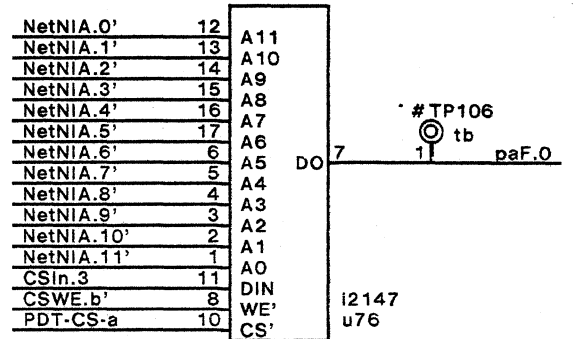 NetNIA.0' 12 A11
NetNIA.1' 13 A10
NetNIA.2' 14 A9
NetNIA.3' 15 A8
NetNIA.4' 16 A7
NetNIA.5' 17 A6
NetNIA.6' 6 A5 DO 7 1 paF.0
#TP106
tb
NetNIA.7' 5 A4
NetNIA.8' 4 A3
NetNIA.9' 3 A2
NetNIA.10' 2 A1
NetNIA.11' 1 A0
CSIn.3 11 DIN
CSWE.b' 8 WE' i2147
PDT-CS-a 10 CS' u76